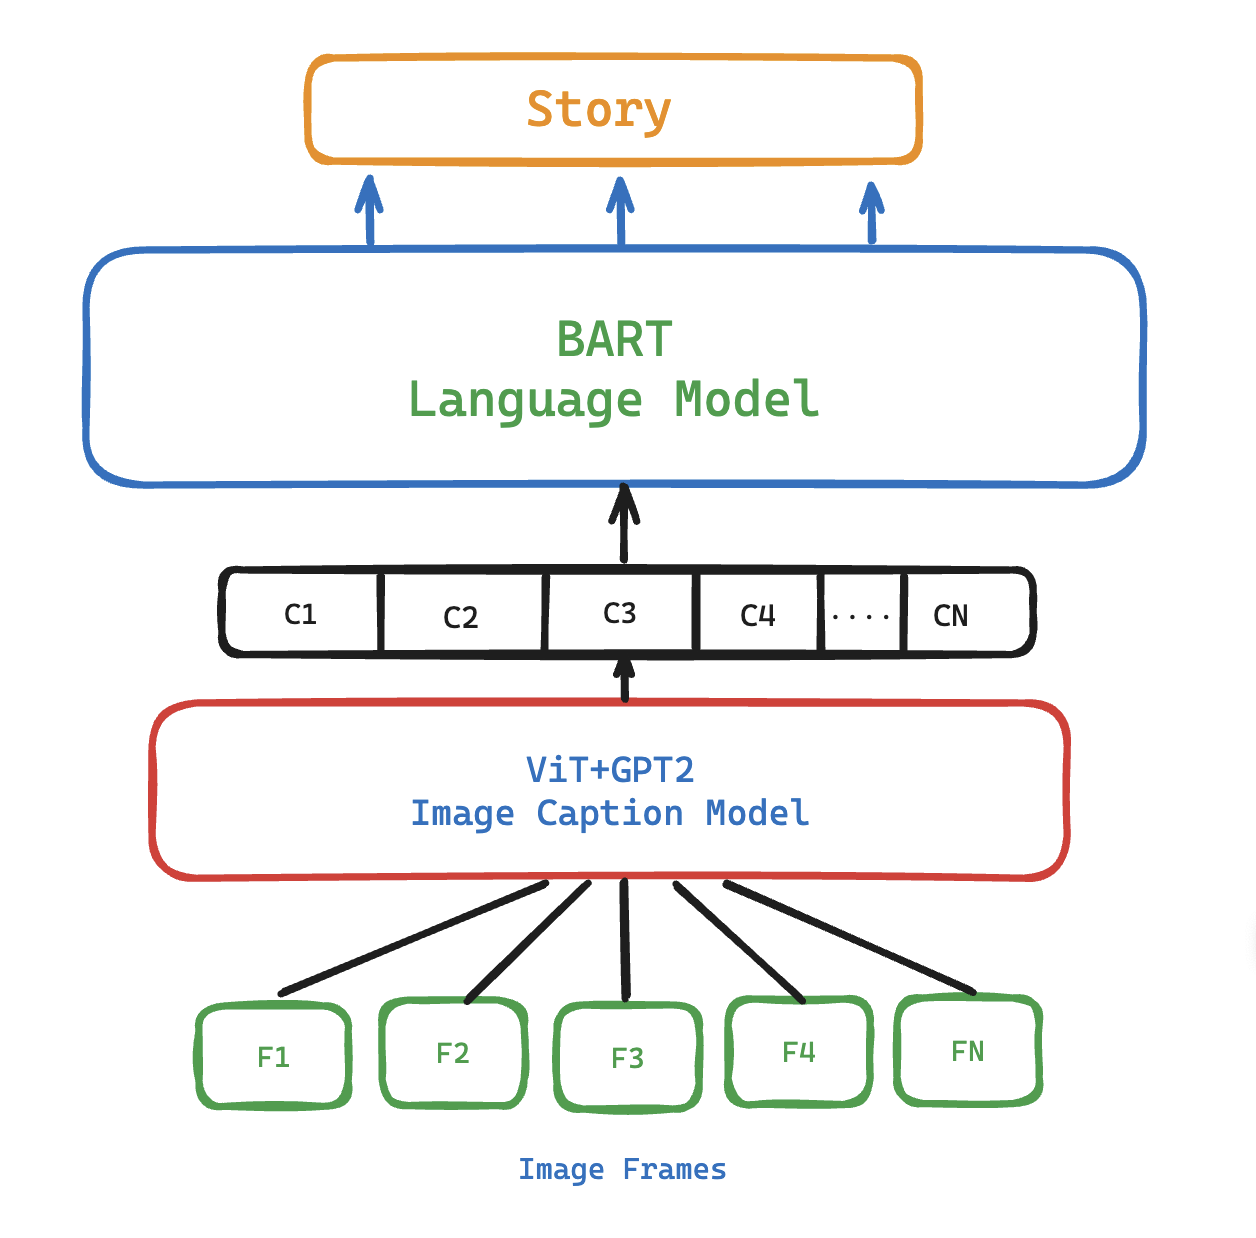 Story
BART
Language Model
C1 C2 C3 C4 .... CN
ViT+GPT2
Image Caption Model
F1 F2 F3 F4 FN
Image Frames